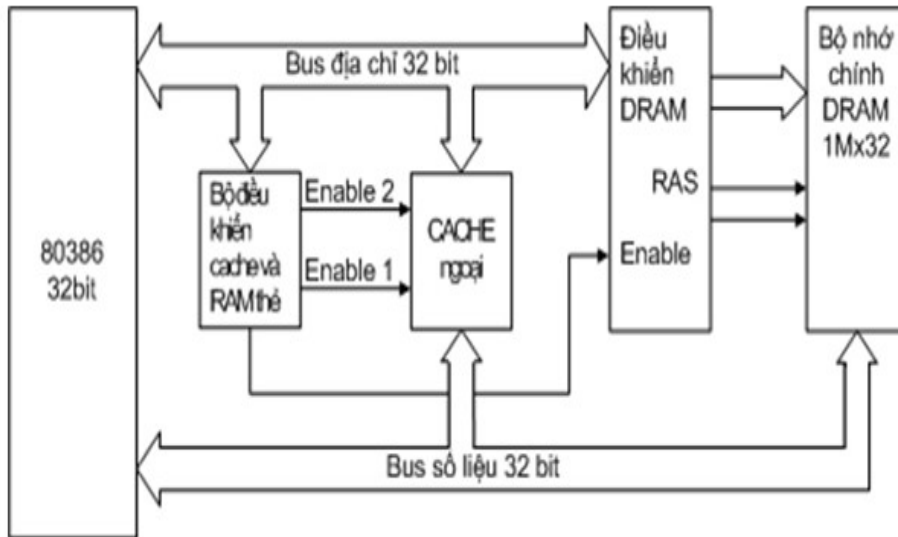 Bus địa chỉ 32 bit
Điều
khiển
DRAM
RAS
Enable
Bộ nhớ
chính
DRAM
1Mx32
80386
32bit
Bộ điều
khiển
cache và
RAM thẻ
Enable 2
Enable 1
CACHE
ngoại
Bus số liệu 32 bit